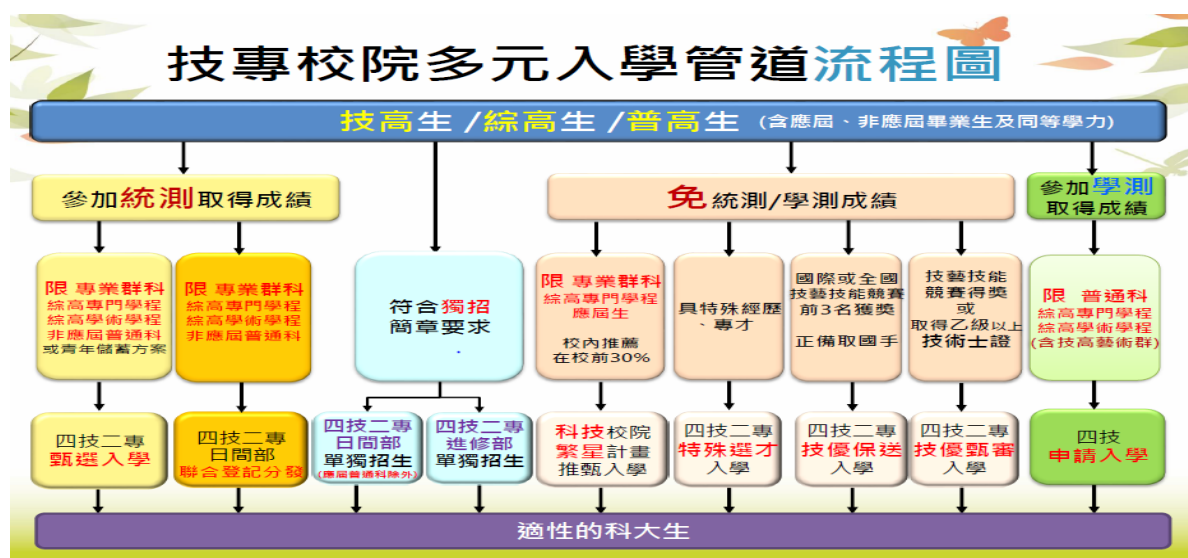 技專校院多元入學管道流程圖
技高生 /綜高生 /普高生 (含應屆、非應屆畢業生及同等學力)
參加統測取得成績
免統測/學測成績
參加學測
取得成績
限 專業群科
綜高專門學程
綜高學術學程
非應屆普通科
或青年儲蓄方案
限 專業群科
綜高專門學程
綜高學術學程
非應屆普通科
符合獨招
簡章要求
限 專業群科
綜高專門學程
應屆生
校內推薦
在校前30%
具特殊經歷
、專才
國際或全國
技藝技能競賽
前3名獲獎
正備取國手
技藝技能
競賽得獎
或
取得乙級以上
技術士證
限 普通科
綜高專門學程
綜高學術學程
(含技高藝術群)
四技二專
甄選入學
四技二專
日間部
聯合登記分發
四技二專
日間部
單獨招生
(應屆普通科除外)
四技二專
進修部
單獨招生
科技校院
繁星計畫
推甄入學
四技二專
特殊選才
入學
四技二專
技優保送
入學
四技二專
技優甄審
入學
四技
申請入學
適性的科大生